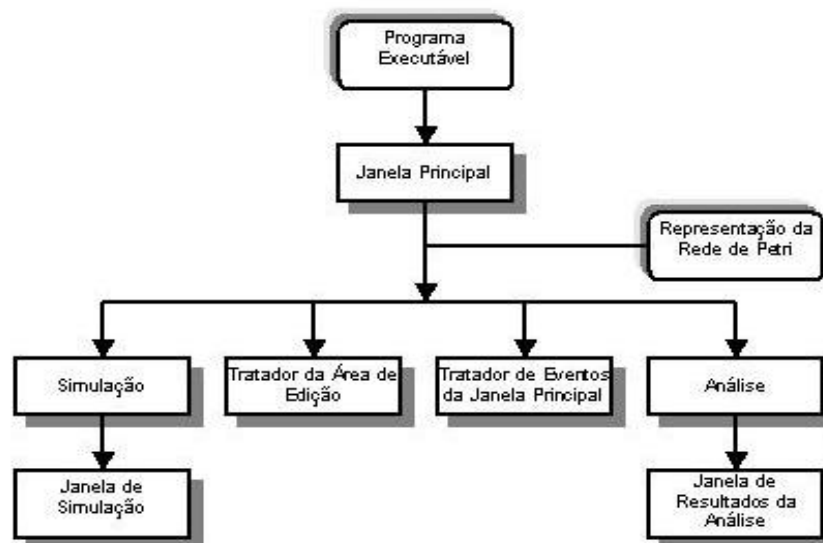 Programa
Executável
Janela Principal
Representação da
Rede de Petri
Simulação
Tratador da Área de
Edição
Tratador de Eventos
da Janela Principal
Análise
Janela de
Simulação
Janela de
Resultados da
Análise